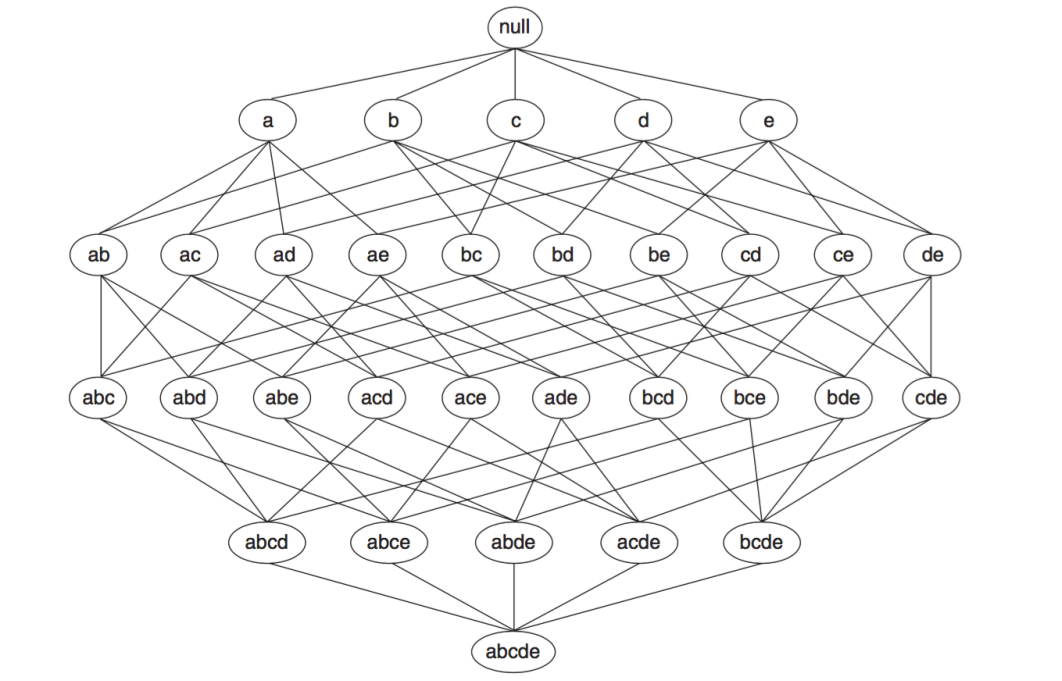 null
a b c d e
ab ac ad ae bc bd be cd ce de
abc abd abe acd ace ade bcd bce bde cde
abcd abce abde acde bcde
abcde